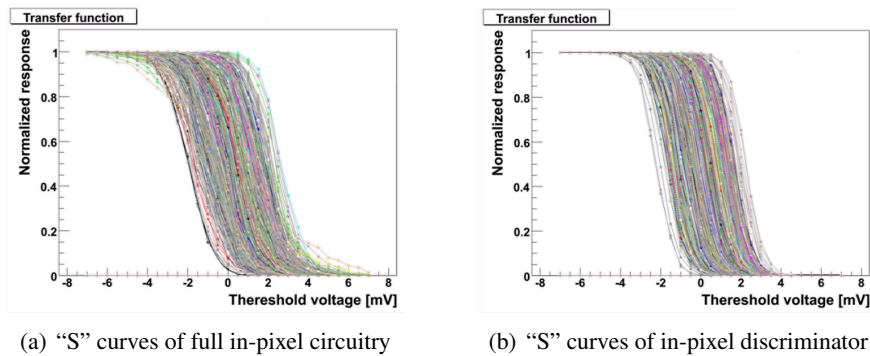 Transfer function
Normalized response
1
0.8
0.6
0.4
0.2
0
-8 -6 -4 -2 0 2 4 6 8
Thereshold voltage [mV]
(a) “S” curves of full in-pixel circuitry
Transfer function
Normalized response
1
0.8
0.6
0.4
0.2
0
-8 -6 -4 -2 0 2 4 6 8
Thereshold voltage [mV]
(b) “S” curves of in-pixel discriminator